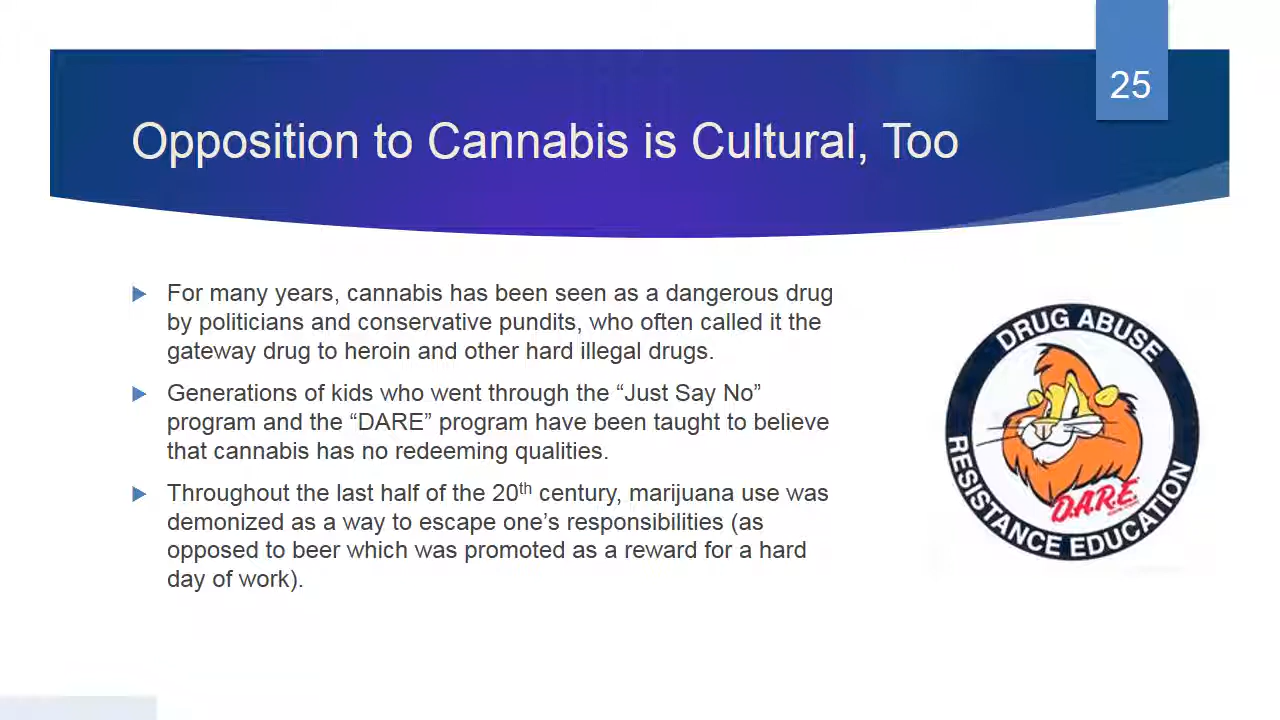 25
Opposition to Cannabis is Cultural, Too
For many years, cannabis has been seen as a dangerous drug
by politicians and conservative pundits, who often called it the
gateway drug to heroin and other hard illegal drugs.
Generations of kids who went through the “Just Say No”
program and the “DARE” program have been taught to believe
that cannabis has no redeeming qualities.
Throughout the last half of the 20th century, marijuana use was
demonized as a way to escape one’s responsibilities (as
opposed to beer which was promoted as a reward for a hard
day of work).
DRUG ABUSE
RESISTANCE EDUCATION
D.A.R.E.